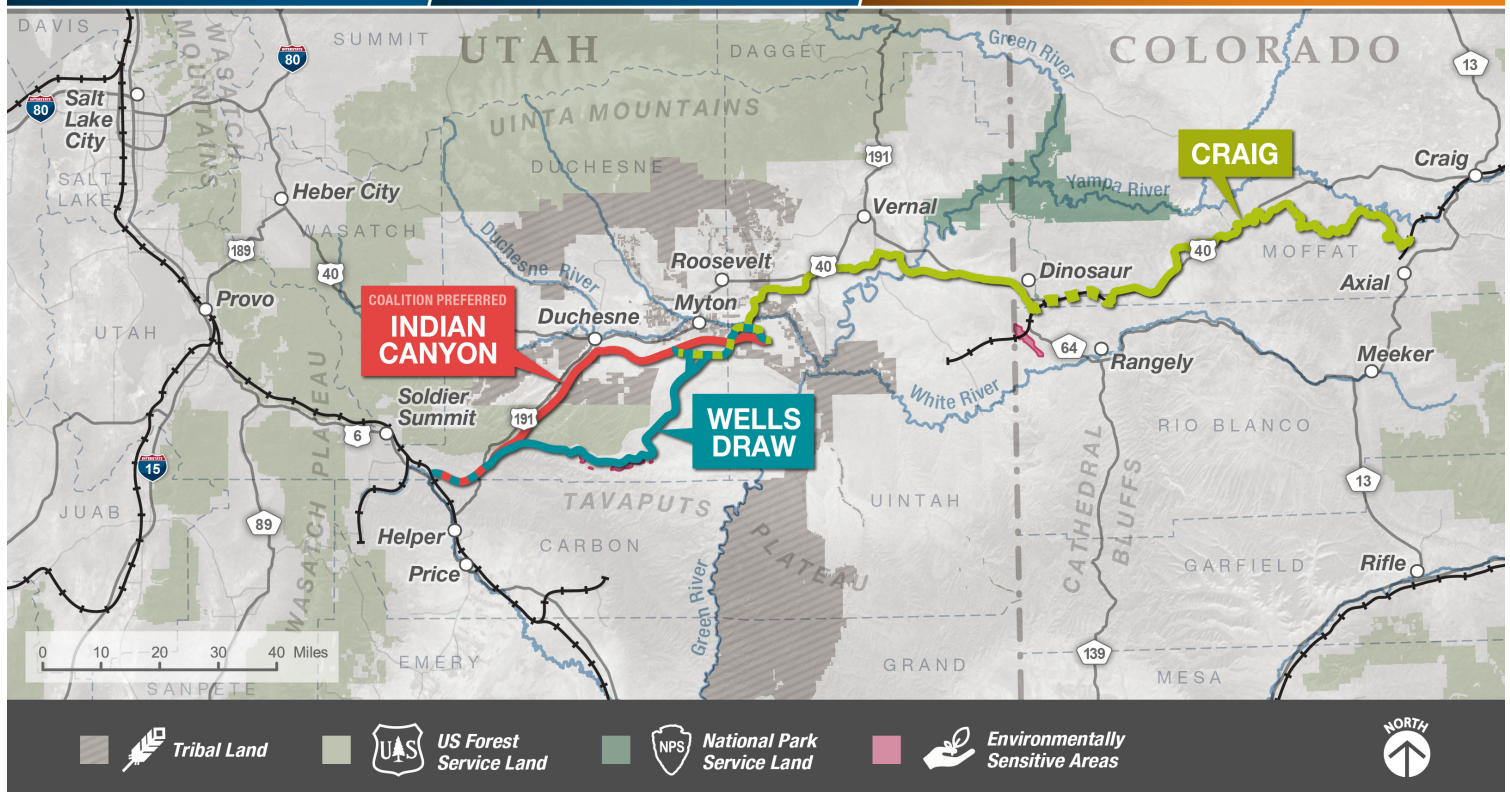 DAVIS
SUMMIT
UTAH
DAGGET
COLORADO
Green River
13
80
80
Salt
Lake
City
WASATCH
MOUNTAINS
UINTA MOUNTAINS
DUCHESNE
191
CRAIG
Craig
SALT
LAKE
Heber City
Yampa River
Vernal
WASATCH
189
40
Duchesne River
Roosevelt
40
40
MOFFAT
Dinosaur
Axial
Provo
COALITION PREFERRED
INDIAN
CANYON
Duchesne
Myton
UTAH
64
Rangely
Meeker
White River
Soldier
Summit
191
6
WELLS
DRAW
RIO BLANCO
15
WASATCH PLATEAU
13
JUAB
89
TAVAPUTS
PLATEAU
UINTAH
CATHEDRAL
BLUFFS
Helper
CARBON
Price
GARFIELD
Rifle
Green River
0 10 20 30 40 Miles
EMERY
GRAND
139
MESA
SANPETE
Tribal Land
UAS
US Forest
Service Land
NPS
National Park
Service Land
Environmentally
Sensitive Areas
NORTH